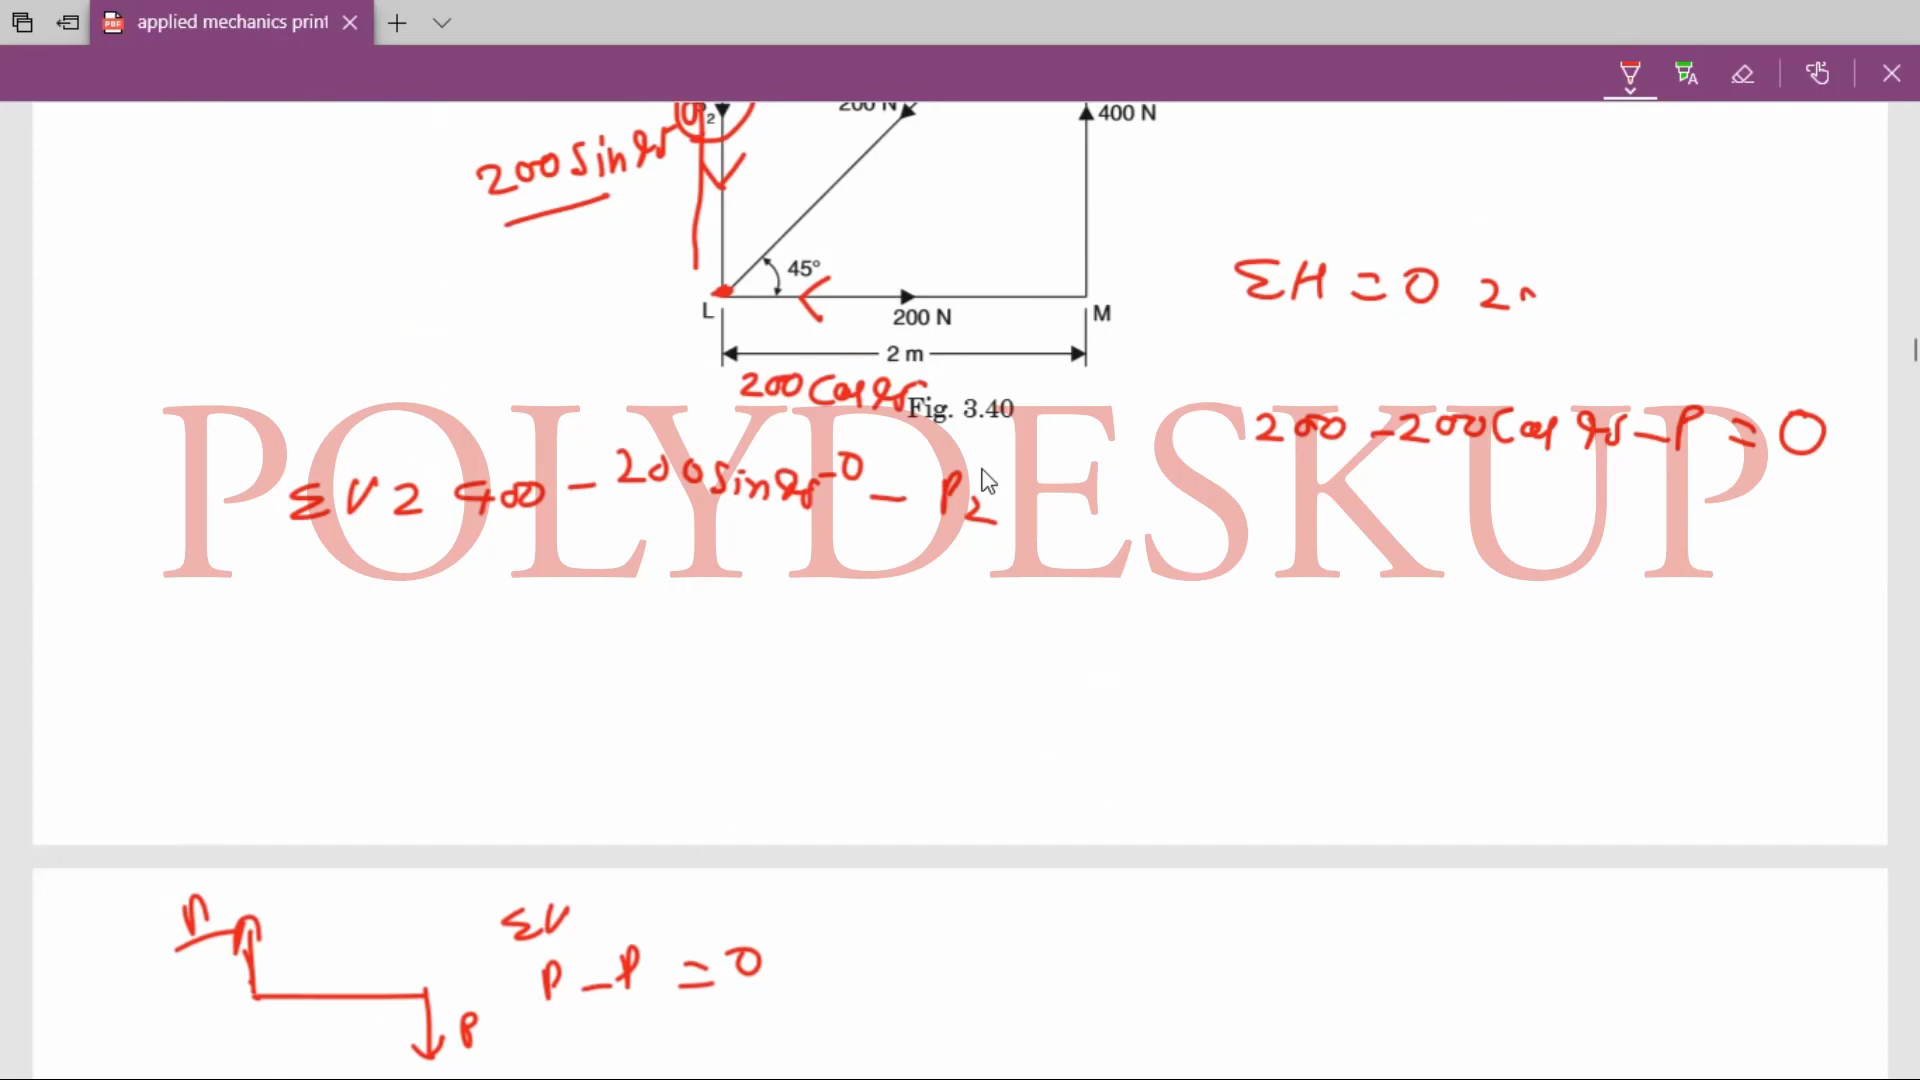 applied mechanics print
2
200 N
400 N
200 Sin 45
45°
L
200 N
M
2 m
ΣH = 0
200 Cos 45
Fig. 3.40
200 - 200 Cos 45 - P = 0
ΣV = 400 - 200 Sin 45 - 0 - P2
POLYDESKUP
ΣV
P - P = 0
P